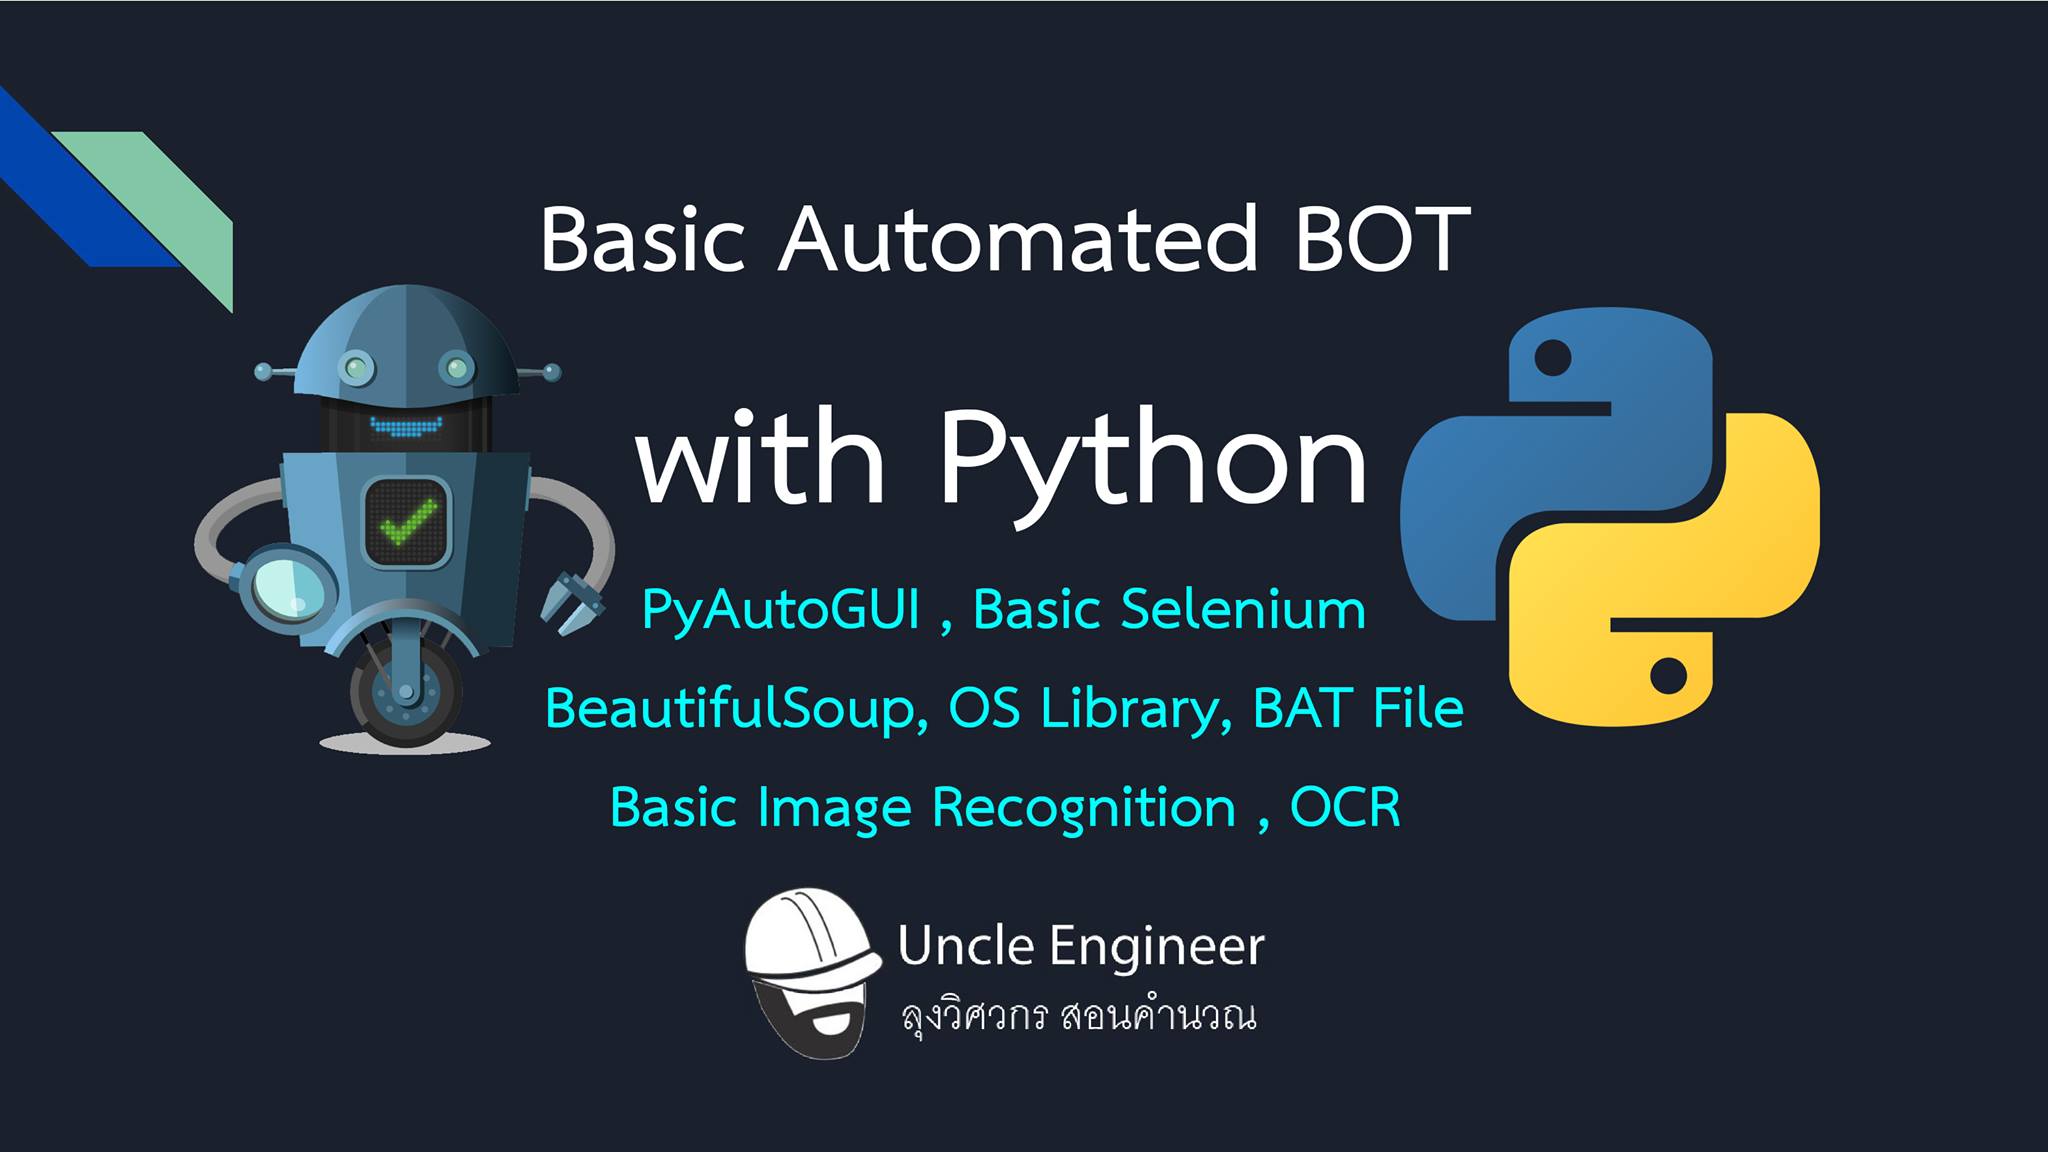 Basic Automated BOT
with Python
PyAutoGUI , Basic Selenium
BeautifulSoup, OS Library, BAT File
Basic Image Recognition , OCR
Uncle Engineer
ลุงวิศวกร สอนคำนวณ